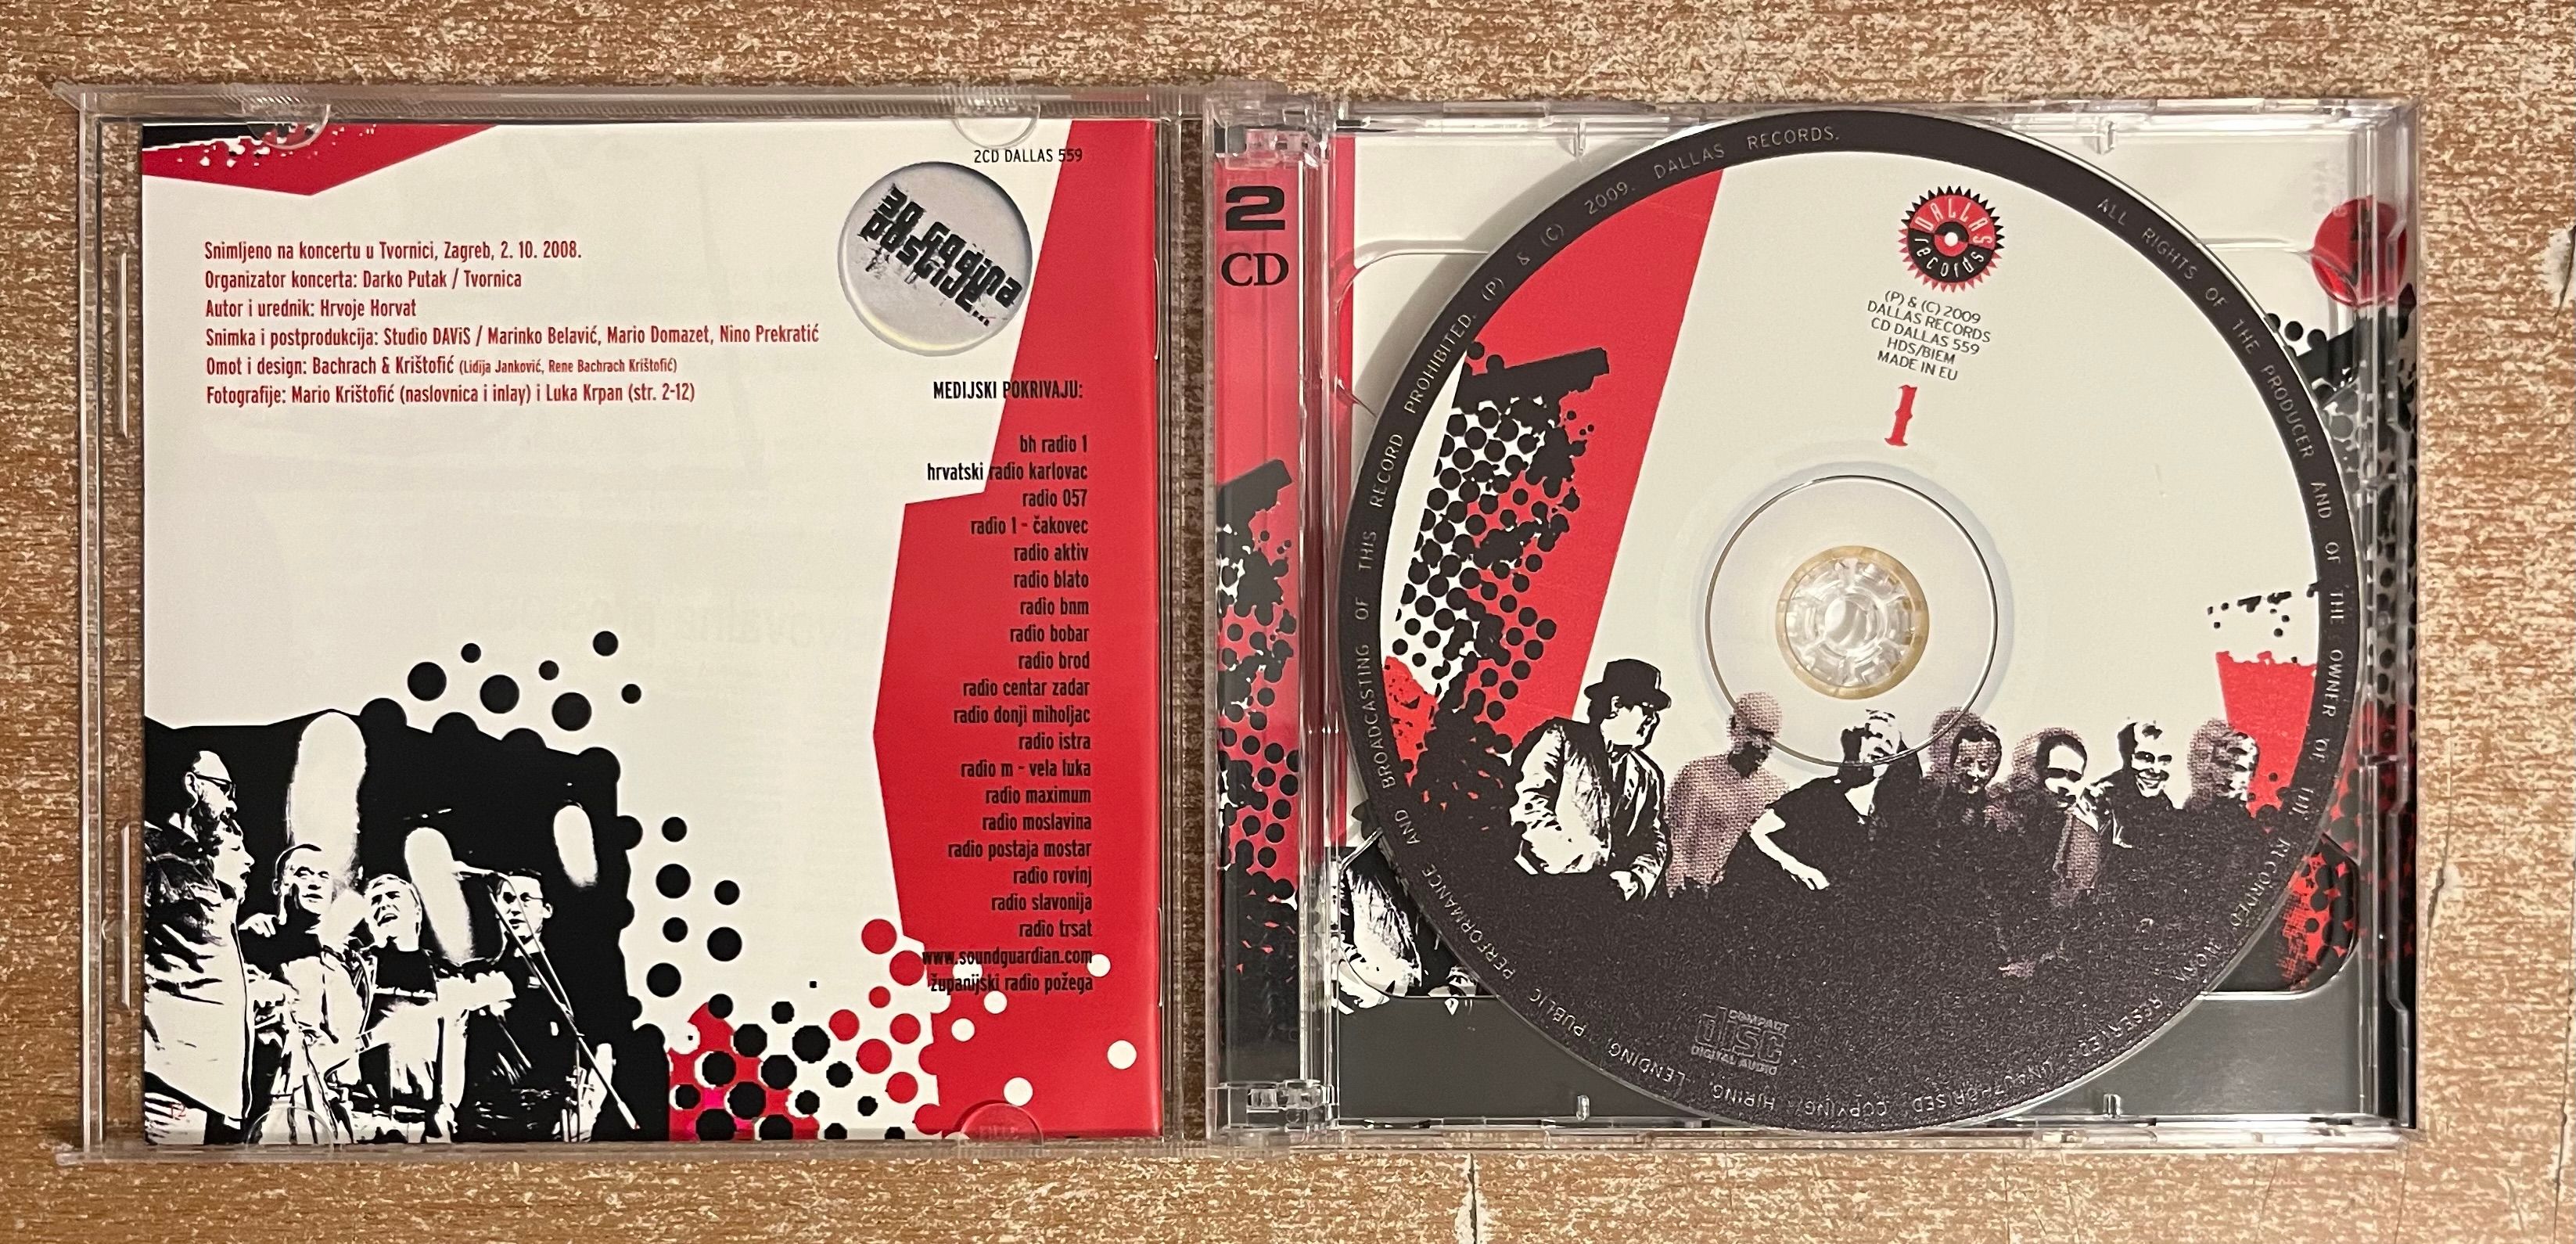 2CD DALLAS 559
30 godina
poslije...
Snimljeno na koncertu u Tvornici, Zagreb, 2. 10. 2008.
Organizator koncerta: Darko Putak / Tvornica
Autor i urednik: Hrvoje Horvat
Snimka i postprodukcija: Studio DAViS / Marinko Belavić, Mario Domazet, Nino Prekratić
Omot i design: Bachrach & Krištofić (Lidija Janković, Rene Bachrach Krištofić)
Fotografije: Mario Krištofić (naslovnica i inlay) i Luka Krpan (str. 2-12)
MEDIJSKI POKRIVAJU:
bh radio 1
hrvatski radio karlovac
radio 057
radio 1 - čakovec
radio aktiv
radio blato
radio bnm
radio bobar
radio brod
radio centar zadar
radio donji miholjac
radio istra
radio m - vela luka
radio maximum
radio moslavina
radio postaja mostar
radio rovinj
radio slavonija
radio trsat
www.soundguardian.com
županijski radio požega
12
2
CD
DALLAS
records
(P) & (C) 2009
DALLAS RECORDS
CD DALLAS 559
HDS/BIEM
MADE IN EU
1
COMPACT
disc
DIGITAL AUDIO
ALL RIGHTS OF THE PRODUCER AND OF THE OWNER OF THE RECORDED WORK RESERVED. UNAUTHORISED COPYING, HIRING, LENDING, PUBLIC PERFORMANCE AND BROADCASTING OF THIS RECORD PROHIBITED. (P) & (C) 2009. DALLAS RECORDS.